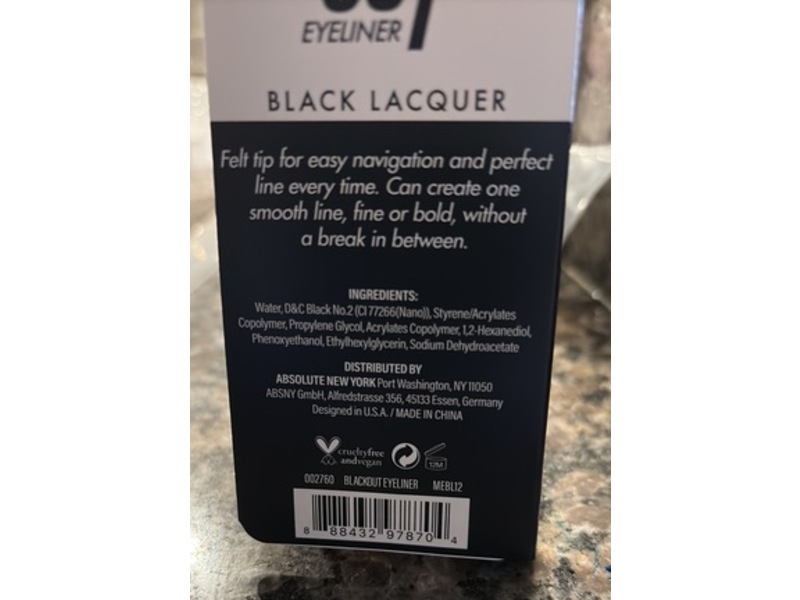 EYELINER
BLACK LACQUER
Felt tip for easy navigation and perfect
line every time. Can create one
smooth line, fine or bold, without
a break in between.
INGREDIENTS:
Water, D&C Black No.2 (CI 77266(Nano)), Styrene/Acrylates
Copolymer, Propylene Glycol, Acrylates Copolymer, 1,2-Hexanediol,
Phenoxyethanol, Ethylhexylglycerin, Sodium Dehydroacetate
DISTRIBUTED BY
ABSOLUTE NEW YORK Port Washington, NY 11050
ABSNY GmbH, Alfredstrasse 356, 45133 Essen, Germany
Designed in U.S.A. / MADE IN CHINA
crueltyfree
andvegan
12M
002760 BLACKOUT EYELINER MEBL12
8 88432 97870 4